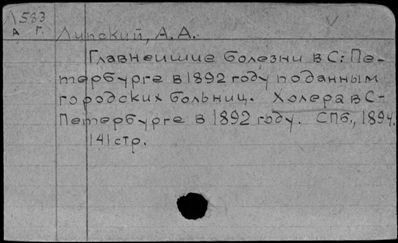 Л583
А Г.
Липский, А. А.
Главнейшие болезни в С: Пе-
тербурге в 1892 году по данным
городских больниц. Холера в С-
Петербурге в 1892 году. СПб., 1894.
141 стр.